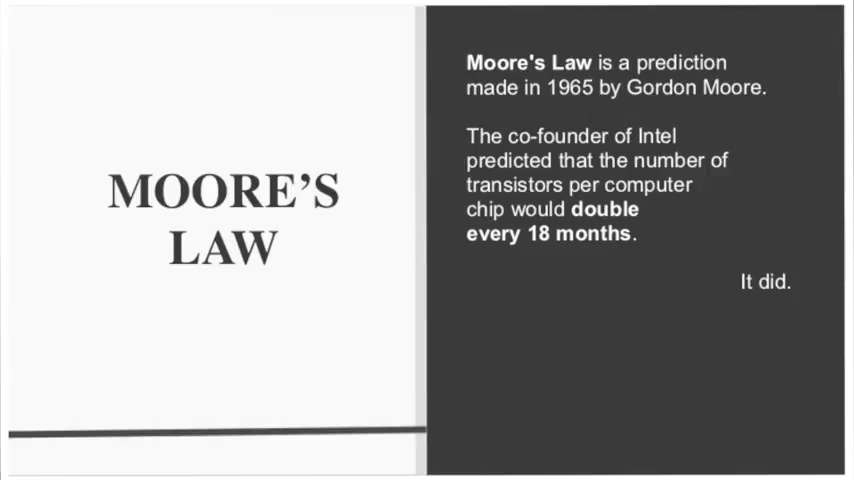 MOORE’S
LAW
Moore's Law is a prediction
made in 1965 by Gordon Moore.
The co-founder of Intel
predicted that the number of
transistors per computer
chip would double
every 18 months.
It did.